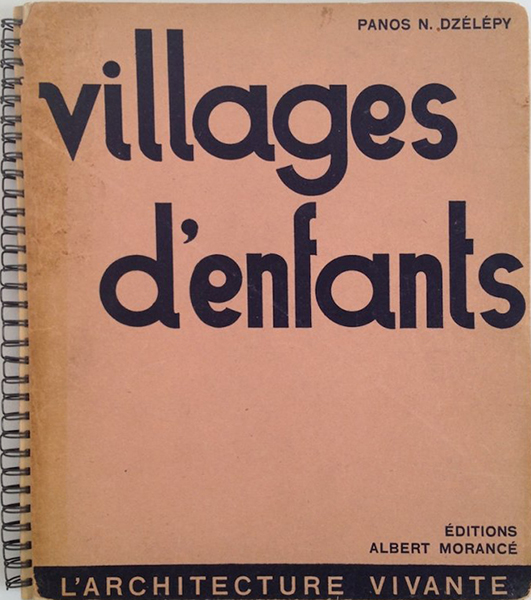 PANOS N. DZÉLÉPY
villages
d'enfants
ÉDITIONS
ALBERT MORANCÉ
L'ARCHITECTURE VIVANTE